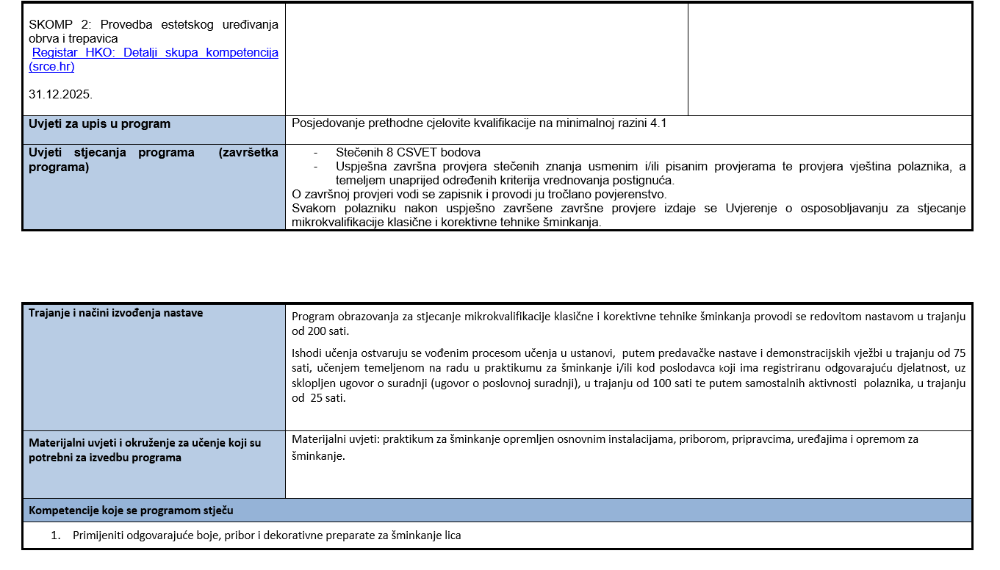 SKOMP 2: Provedba estetskog uređivanja
obrva i trepavica
Registar HKO: Detalji skupa kompetencija
(srce.hr)
31.12.2025.
Uvjeti za upis u program
Posjedovanje prethodne cjelovite kvalifikacije na minimalnoj razini 4.1
Uvjeti stjecanja programa (završetka
programa)
- Stečenih 8 CSVET bodova
- Uspješna završna provjera stečenih znanja usmenim i/ili pisanim provjerama te provjera vještina polaznika, a
temeljem unaprijed određenih kriterija vrednovanja postignuća.
O završnoj provjeri vodi se zapisnik i provodi ju tročlano povjerenstvo.
Svakom polazniku nakon uspješno završene završne provjere izdaje se Uvjerenje o osposobljavanju za stjecanje
mikrokvalifikacije klasične i korektivne tehnike šminkanja.
Trajanje i načini izvođenja nastave
Program obrazovanja za stjecanje mikrokvalifikacije klasične i korektivne tehnike šminkanja provodi se redovitom nastavom u trajanju
od 200 sati.
Ishodi učenja ostvaruju se vođenim procesom učenja u ustanovi, putem predavačke nastave i demonstracijskih vježbi u trajanju od 75
sati, učenjem temeljenom na radu u praktikumu za šminkanje i/ili kod poslodavca koji ima registriranu odgovarajuću djelatnost, uz
sklopljen ugovor o suradnji (ugovor o poslovnoj suradnji), u trajanju od 100 sati te putem samostalnih aktivnosti polaznika, u trajanju
od 25 sati.
Materijalni uvjeti i okruženje za učenje koji su
potrebni za izvedbu programa
Materijalni uvjeti: praktikum za šminkanje opremljen osnovnim instalacijama, priborom, pripravcima, uređajima i opremom za
šminkanje.
Kompetencije koje se programom stječu
1. Primijeniti odgovarajuće boje, pribor i dekorativne preparate za šminkanje lica